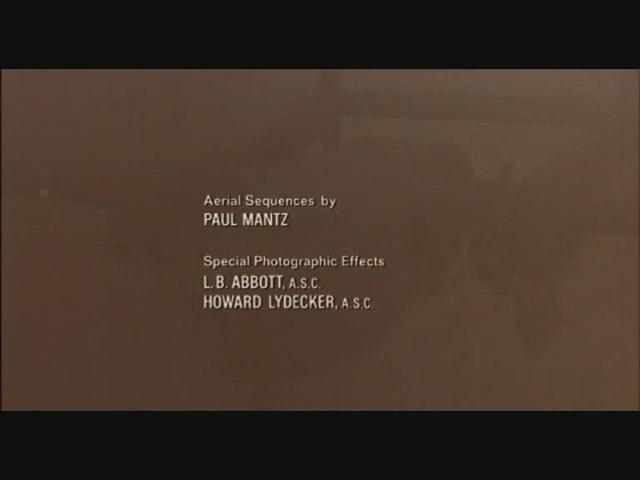 Aerial Sequences by
PAUL MANTZ
Special Photographic Effects
L. B. ABBOTT, A.S.C.
HOWARD LYDECKER, A.S.C.